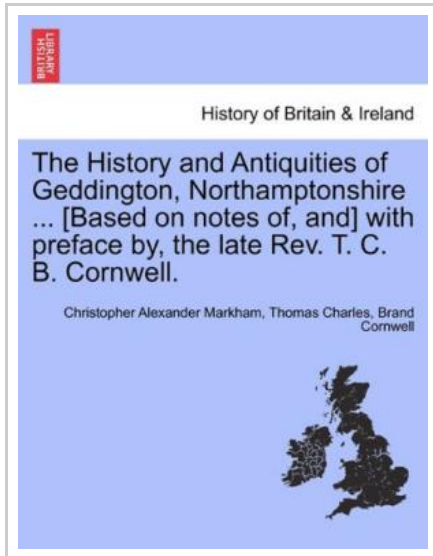 BRITISH
LIBRARY
History of Britain & Ireland
The History and Antiquities of
Geddington, Northamptonshire
... [Based on notes of, and] with
preface by, the late Rev. T. C.
B. Cornwell.
Christopher Alexander Markham, Thomas Charles, Brand
Cornwell